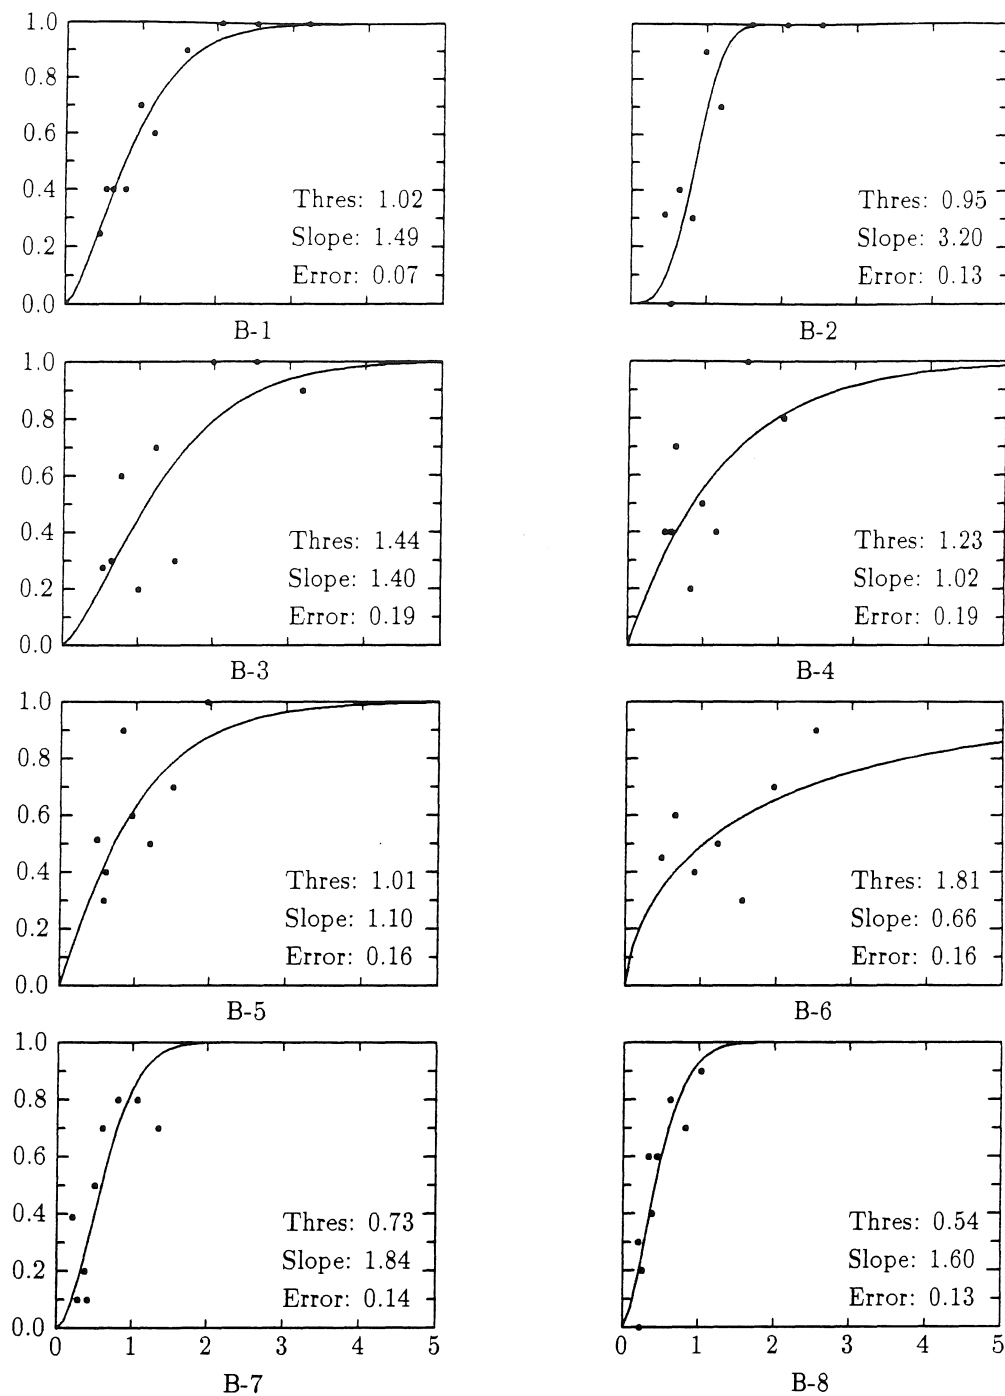 1.0
0.8
0.6
0.4
0.2
0.0
Thres: 1.02
Slope: 1.49
Error: 0.07
B-1
Thres: 0.95
Slope: 3.20
Error: 0.13
B-2
1.0
0.8
0.6
0.4
0.2
0.0
Thres: 1.44
Slope: 1.40
Error: 0.19
B-3
Thres: 1.23
Slope: 1.02
Error: 0.19
B-4
1.0
0.8
0.6
0.4
0.2
0.0
Thres: 1.01
Slope: 1.10
Error: 0.16
B-5
Thres: 1.81
Slope: 0.66
Error: 0.16
B-6
1.0
0.8
0.6
0.4
0.2
0.0
Thres: 0.73
Slope: 1.84
Error: 0.14
0 1 2 3 4 5
B-7
Thres: 0.54
Slope: 1.60
Error: 0.13
0 1 2 3 4 5
B-8